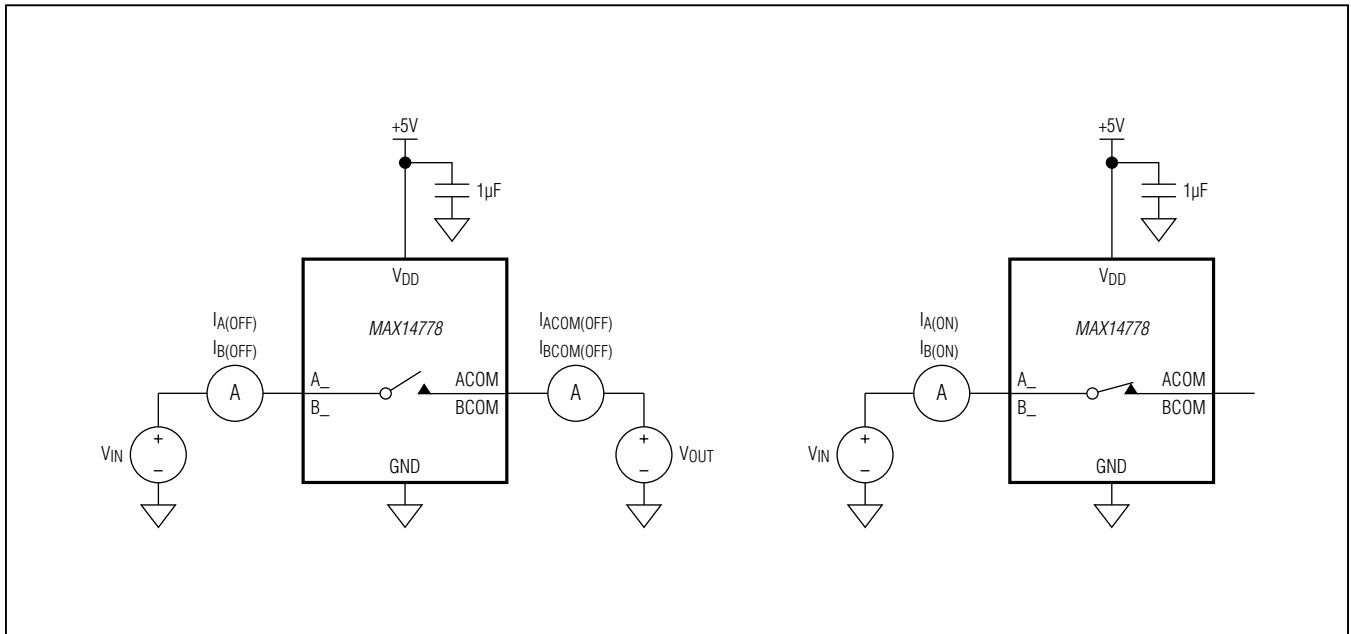 +5V
1µF
VDD
MAX14778
IA(OFF)
IB(OFF)
A
A_
B_
ACOM
BCOM
IACOM(OFF)
IBCOM(OFF)
A
VIN
+
–
GND
+
–
VOUT
+5V
1µF
VDD
MAX14778
IA(ON)
IB(ON)
A
A_
B_
ACOM
BCOM
VIN
+
–
GND